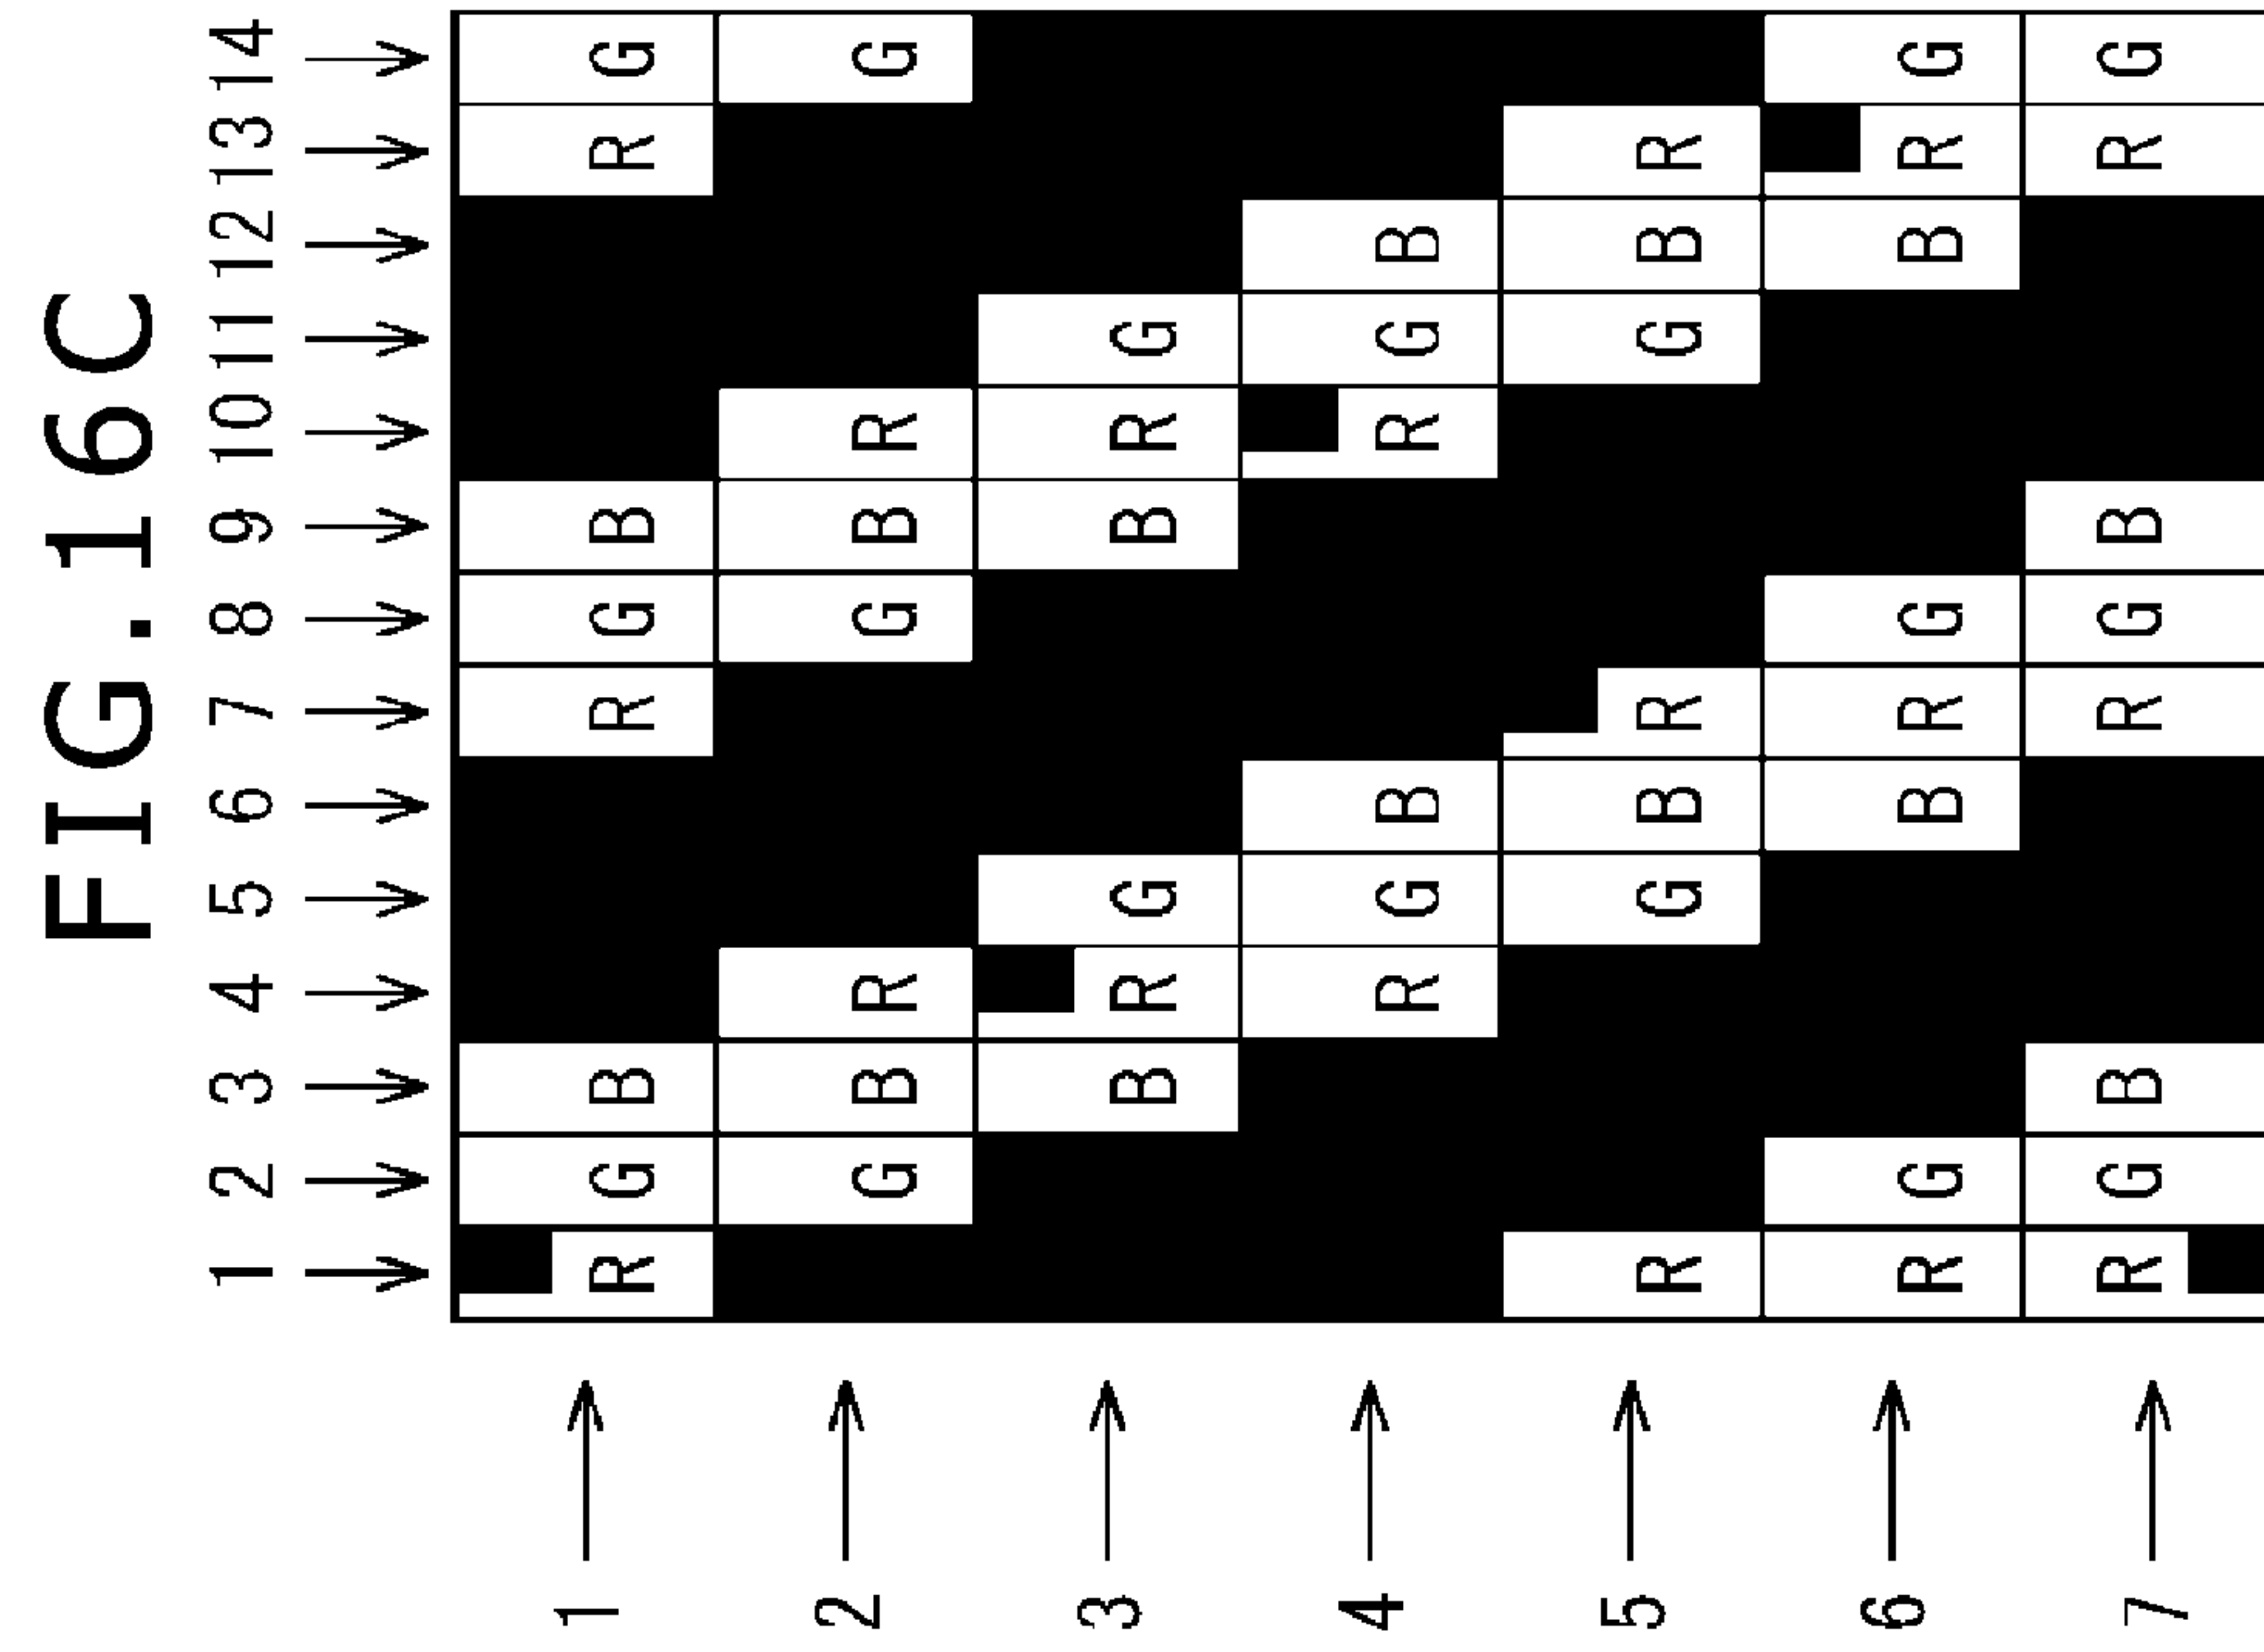 FIG.16C
1 2 3 4 5 6 7 8 9 10 11 12 13 14
1 R G B R G B R G
2 G B R G B R G
3 B R G B R G
4 R G B R G B
5 R G B R G B R
6 R G B R G B R G
7 R G B R G B R G